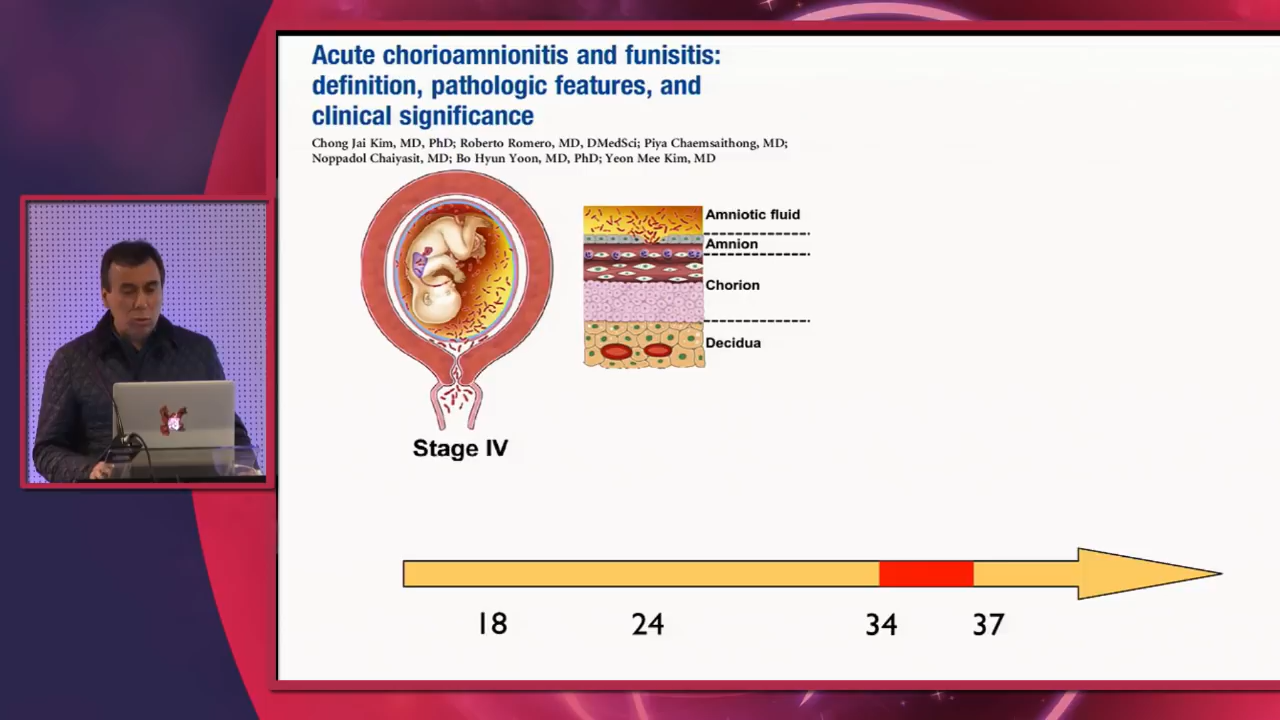 Acute chorioamnionitis and funisitis:
definition, pathologic features, and
clinical significance
Chong Jai Kim, MD, PhD; Roberto Romero, MD, DMedSci; Piya Chaemsaithong, MD;
Noppadol Chaiyasit, MD; Bo Hyun Yoon, MD, PhD; Yeon Mee Kim, MD
Amniotic fluid
Amnion
Chorion
Decidua
Stage IV
18 24 34 37